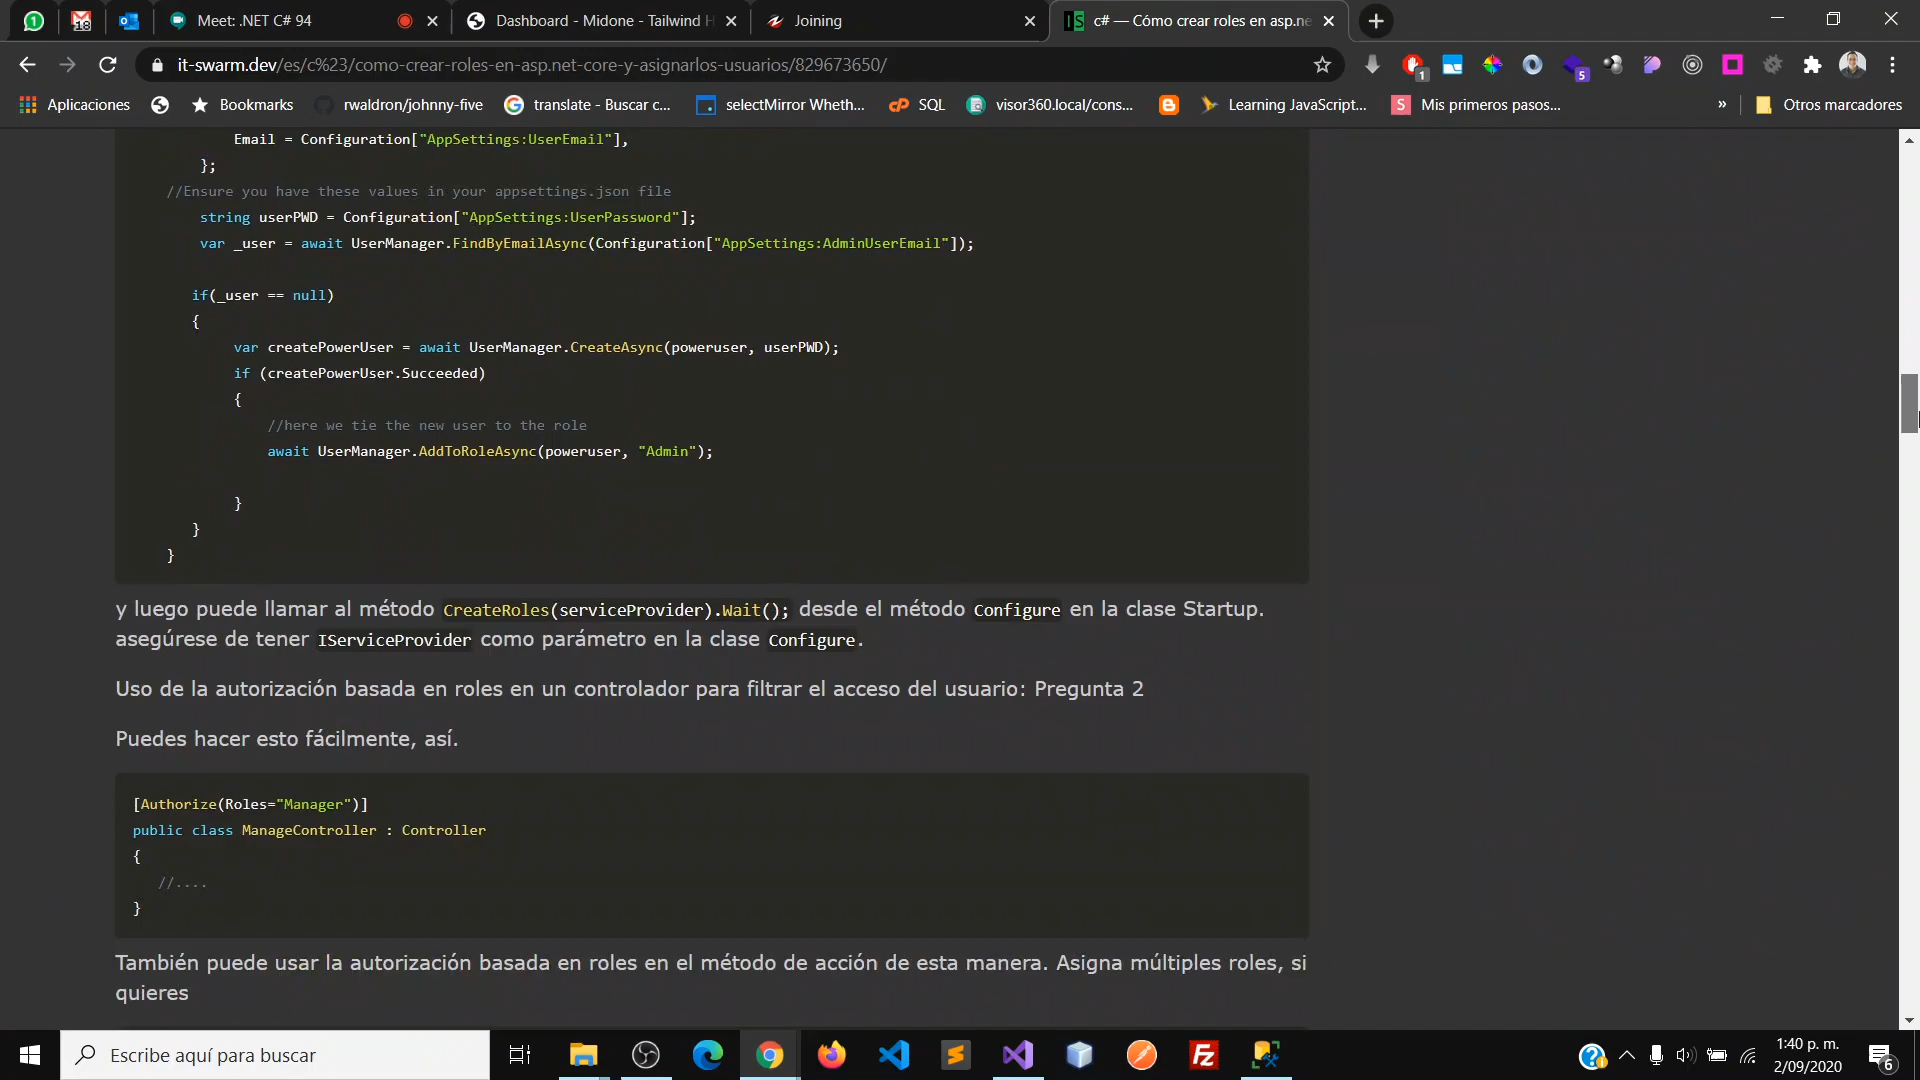 Meet: .NET C# 94
Dashboard - Midone - Tailwind H
Joining
c# — Cómo crear roles en asp.ne
it-swarm.dev/es/c%23/como-crear-roles-en-asp.net-core-y-asignarlos-usuarios/829673650/
1
5
Aplicaciones
Bookmarks
rwaldron/johnny-five
translate - Buscar c...
selectMirror Wheth...
SQL
visor360.local/cons...
Learning JavaScript...
Mis primeros pasos...
»
Otros marcadores
Email = Configuration["AppSettings:UserEmail"],
};
//Ensure you have these values in your appsettings.json file
string userPWD = Configuration["AppSettings:UserPassword"];
var _user = await UserManager.FindByEmailAsync(Configuration["AppSettings:AdminUserEmail"]);
if(_user == null)
{
var createPowerUser = await UserManager.CreateAsync(poweruser, userPWD);
if (createPowerUser.Succeeded)
{
//here we tie the new user to the role
await UserManager.AddToRoleAsync(poweruser, "Admin");
}
}
}
y luego puede llamar al método CreateRoles(serviceProvider).Wait(); desde el método Configure en la clase Startup.
asegúrese de tener IServiceProvider como parámetro en la clase Configure.
Uso de la autorización basada en roles en un controlador para filtrar el acceso del usuario: Pregunta 2
Puedes hacer esto fácilmente, así.
[Authorize(Roles="Manager")]
public class ManageController : Controller
{
//....
}
También puede usar la autorización basada en roles en el método de acción de esta manera. Asigna múltiples roles, si
quieres
Escribe aquí para buscar
1:40 p. m.
2/09/2020
6